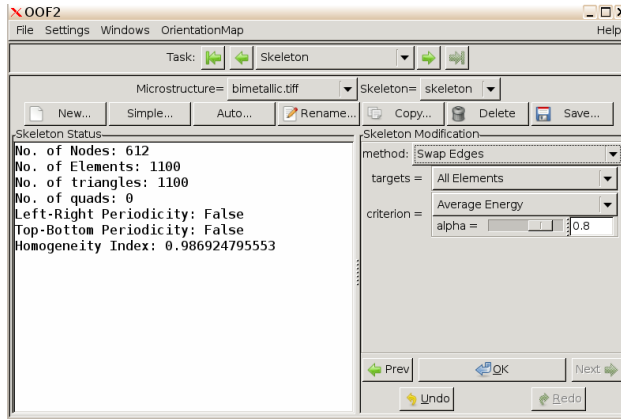 OOF2
File Settings Windows OrientationMap Help
Task: Skeleton
Microstructure= bimetallic.tiff Skeleton= skeleton
New... Simple... Auto... Rename... Copy... Delete Save...
Skeleton Status
No. of Nodes: 612
No. of Elements: 1100
No. of triangles: 1100
No. of quads: 0
Left-Right Periodicity: False
Top-Bottom Periodicity: False
Homogeneity Index: 0.986924795553
Skeleton Modification
method: Swap Edges
targets = All Elements
criterion = Average Energy
alpha = 0.8
Prev OK Next
Undo Redo